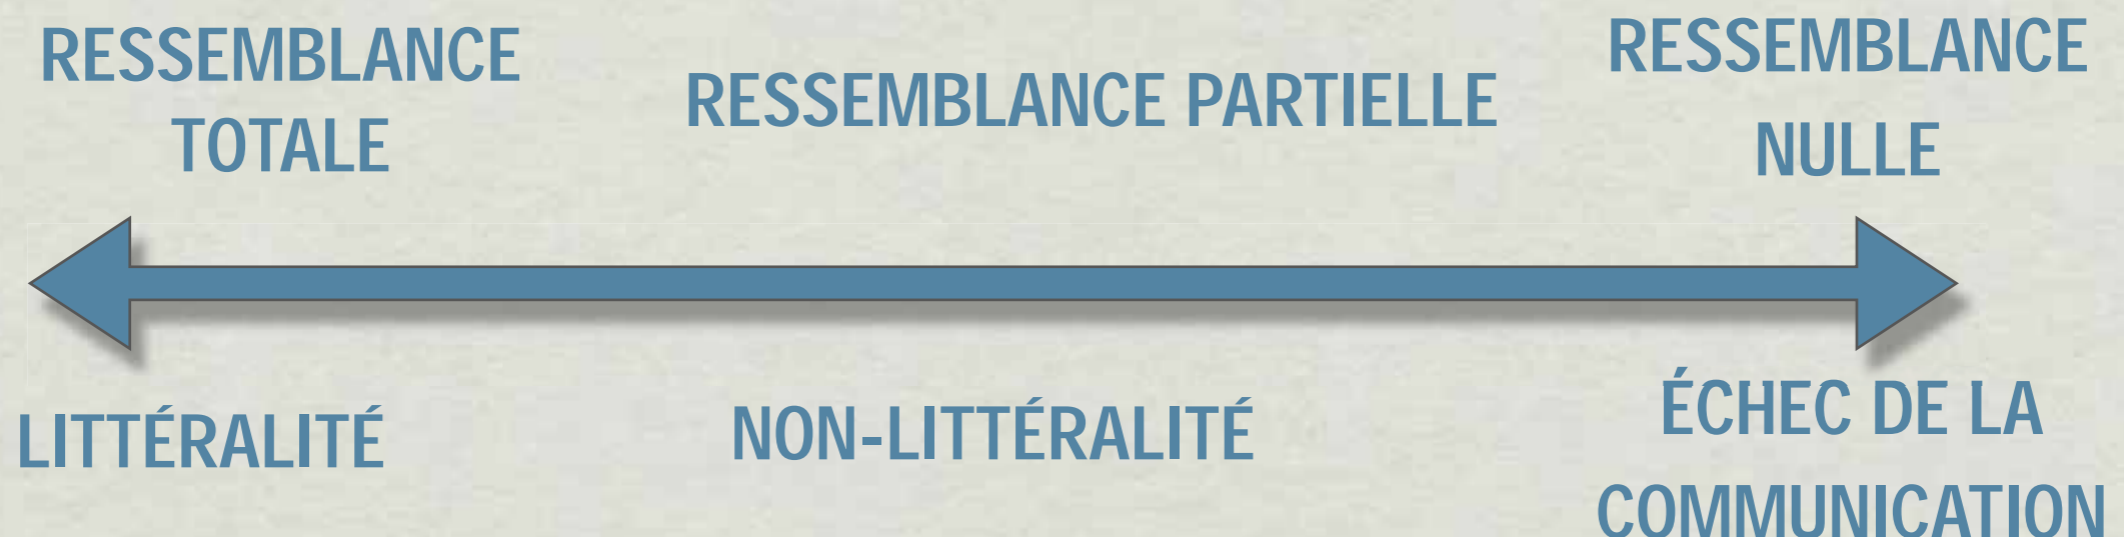 RESSEMBLANCE
TOTALE
RESSEMBLANCE PARTIELLE
RESSEMBLANCE
NULLE
LITTÉRALITÉ
NON-LITTÉRALITÉ
ÉCHEC DE LA
COMMUNICATION